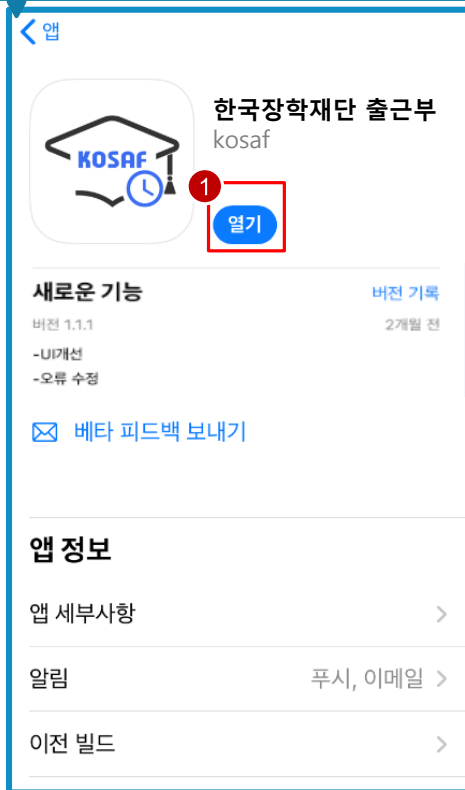 앱
한국장학재단 출근부
kosaf
KOSAF
1
열기
새로운 기능 버전 기록
버전 1.1.1 2개월 전
-UI개선
-오류 수정
베타 피드백 보내기
앱 정보
앱 세부사항
알림 푸시, 이메일
이전 빌드